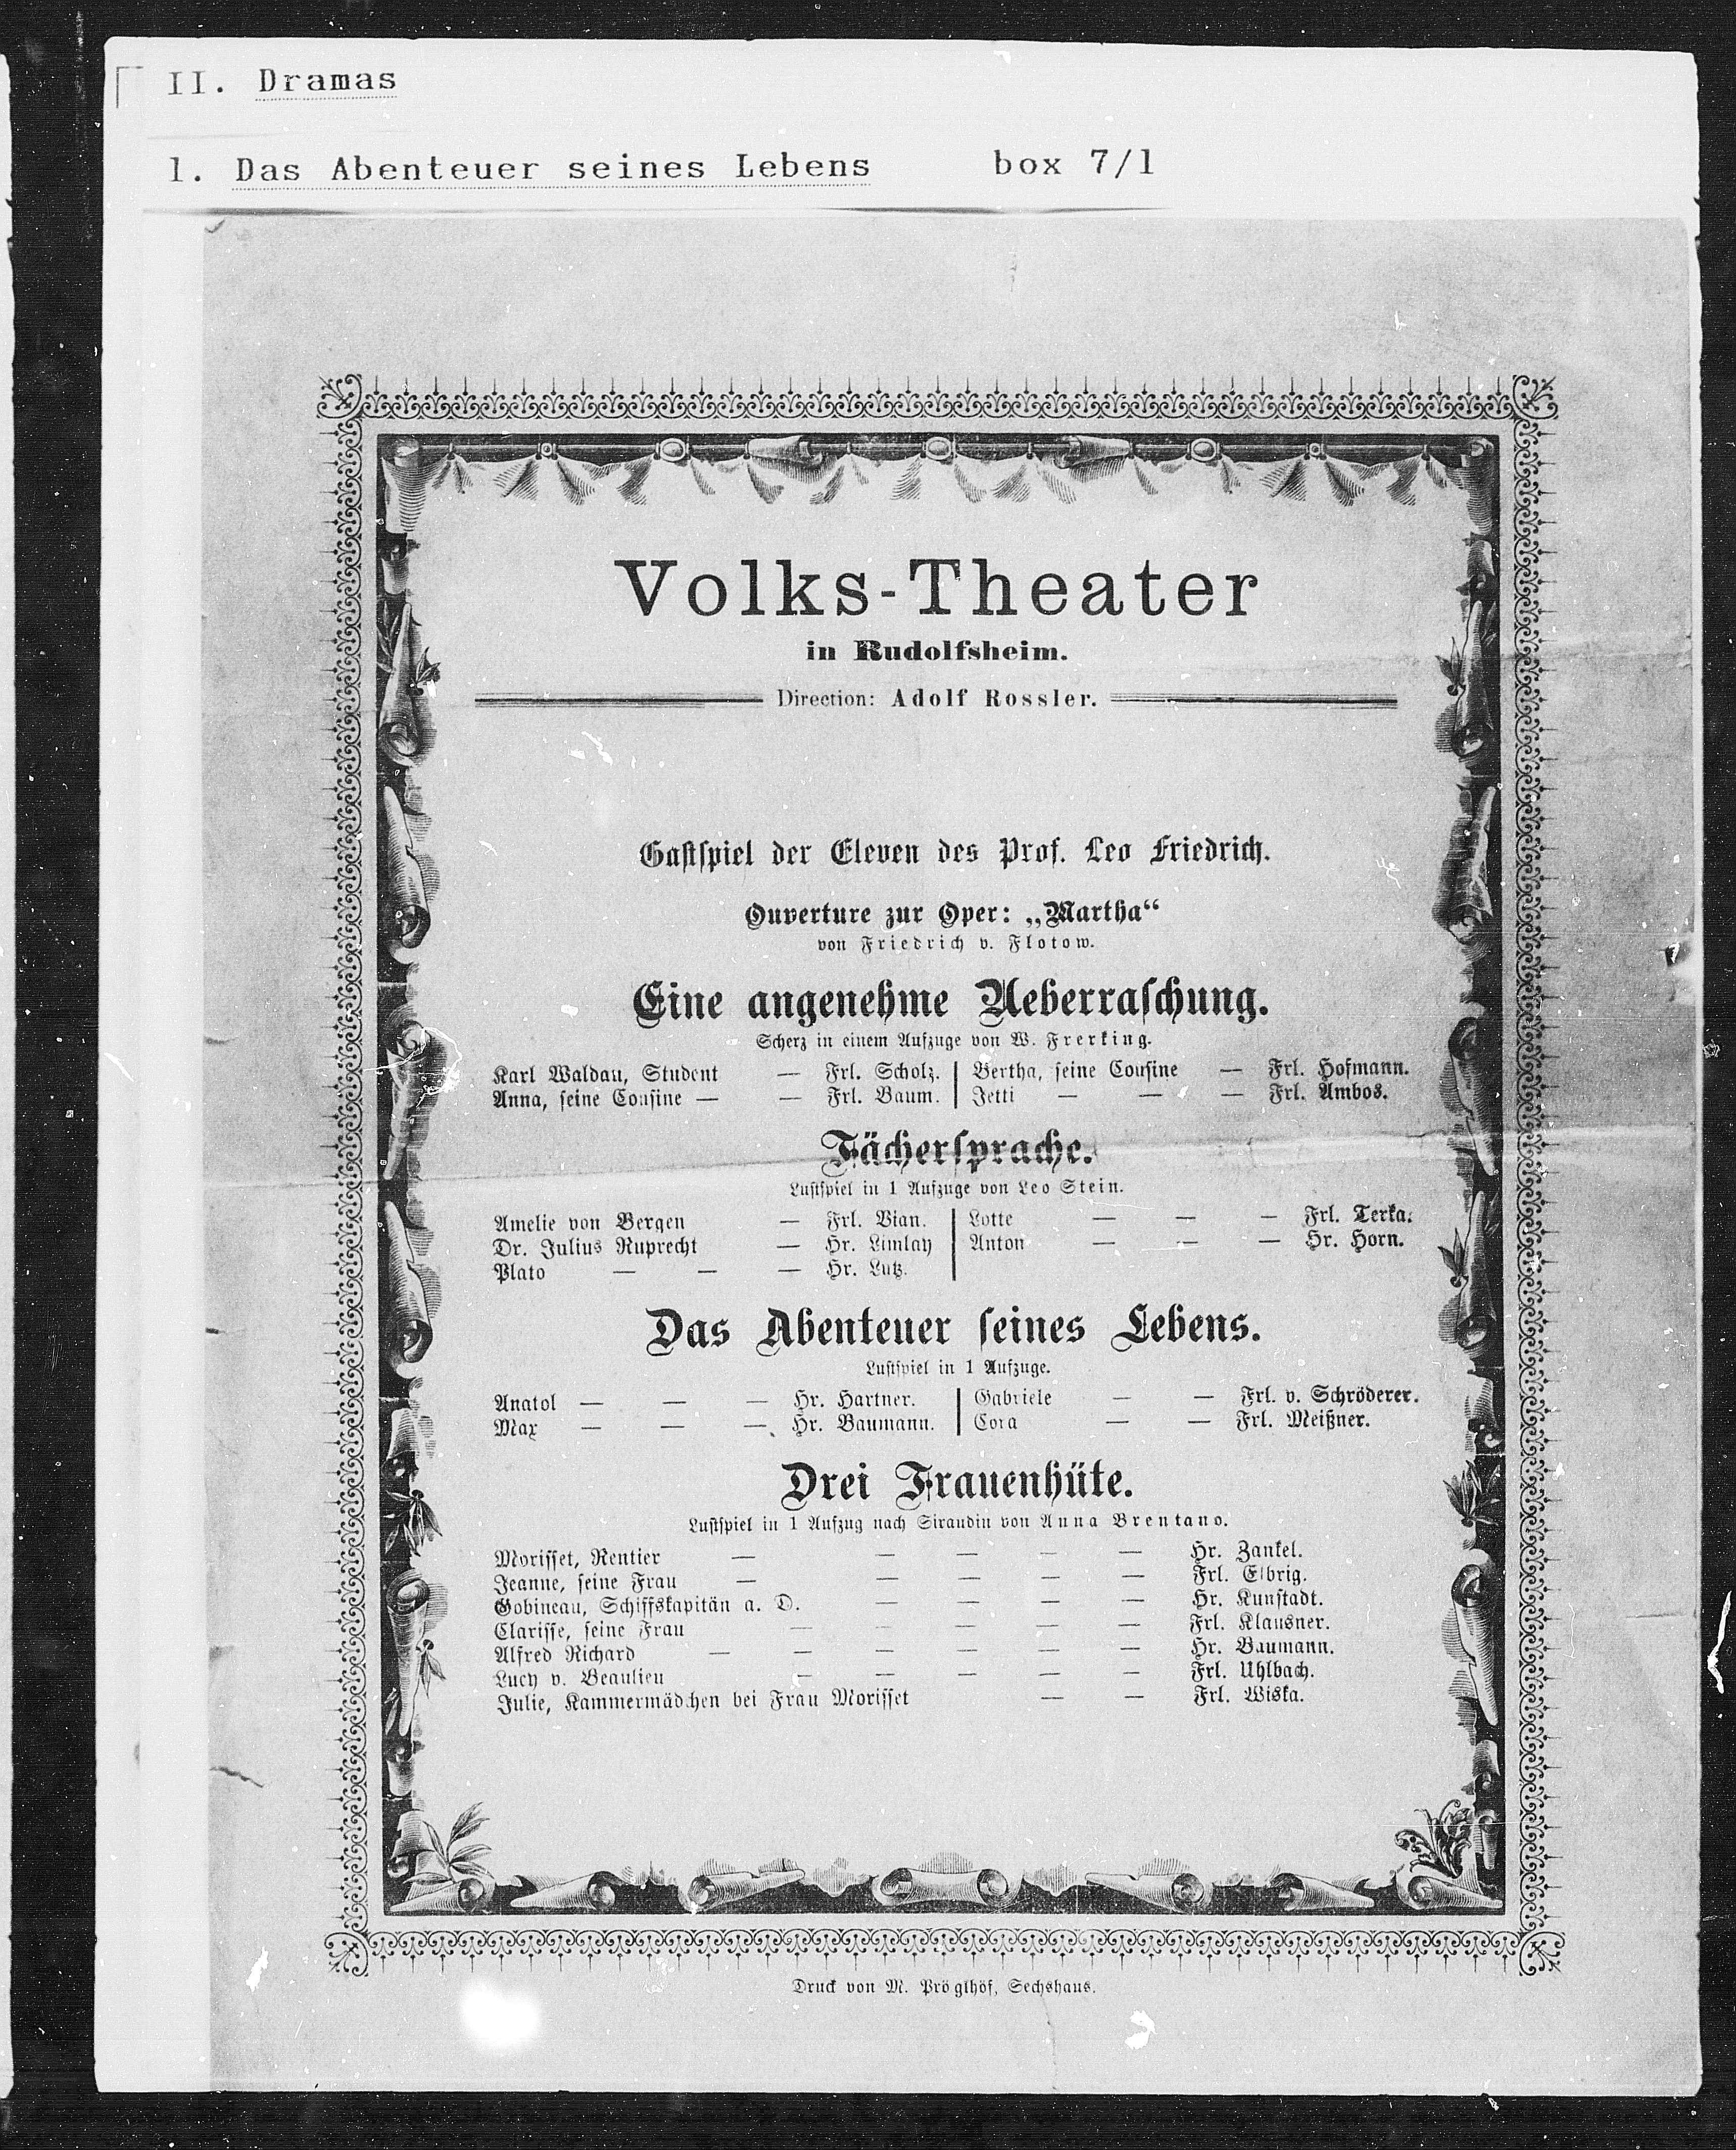 II. Dramas
1. Das Abenteuer seines Lebens box 7/1
Volks-Theater
in Rudolfsheim.
Direction: Adolf Rossler.
Gastspiel der Eleven des Prof. Leo Friedrich.
Ouverture zur Oper: „Martha“
von Friedrich v. Flotow.
Eine angenehme Ueberraschung.
Scherz in einem Aufzuge von W. Frerking.
Karl Waldau, Student — Frl. Scholz. | Bertha, seine Cousine — Frl. Hofmann.
Anna, seine Cousine — — Frl. Baum. | Jetti — — — Frl. Ambos.
Fächersprache.
Lustspiel in 1 Aufzuge von Leo Stein.
Amelie von Bergen — Frl. Bian. | Lotte — — — Frl. Terka.
Dr. Julius Ruprecht — Hr. Limlay | Anton — — — Hr. Horn.
Plato — — — Hr. Lutz. |
Das Abenteuer seines Lebens.
Lustspiel in 1 Aufzuge.
Anatol — — — Hr. Hartner. | Gabriele — — Frl. v. Schröderer.
Max — — — Hr. Baumann. | Cora — — Frl. Meißner.
Drei Frauenhüte.
Lustspiel in 1 Aufzug nach Siraudin von Anna Brentano.
Morisset, Rentier — — — — — Hr. Zankel.
Jeanne, seine Frau — — — — — Frl. Elbrig.
Gobineau, Schiffskapitän a. D. — — — — Hr. Kunstadt.
Clarisse, seine Frau — — — — — Frl. Klausner.
Alfred Richard — — — — — — Hr. Baumann.
Lucy v. Beaulieu — — — — — Frl. Uhlbach.
Julie, Kammermädchen bei Frau Morisset — — Frl. Wiska.
Druck von M. Pröglhöf, Sechshaus.